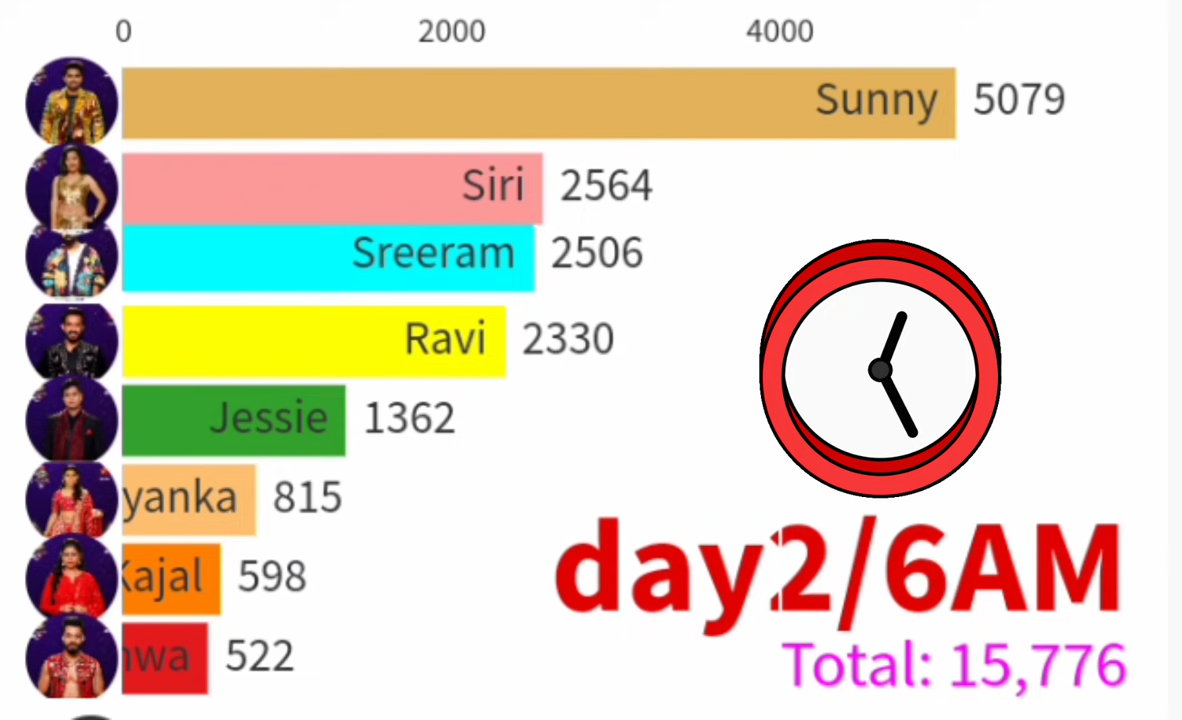 0 2000 4000
Sunny 5079
Siri 2564
Sreeram 2506
Ravi 2330
Jessie 1362
yanka 815
Kajal 598
nwa 522
day2/6AM
Total: 15,776